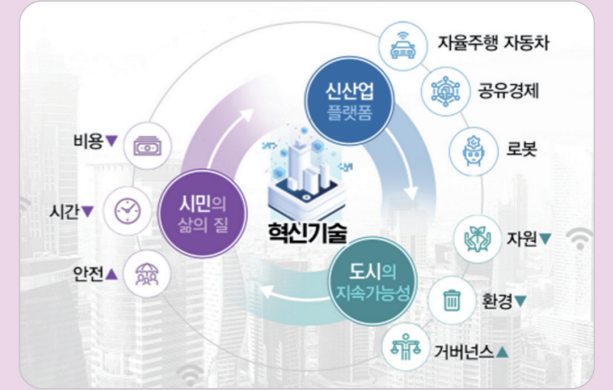 자율주행 자동차
신산업
플랫폼
공유경제
로봇
비용▼
시간▼
안전▲
시민의
삶의 질
혁신기술
도시의
지속가능성
자원▼
환경▼
거버넌스▲